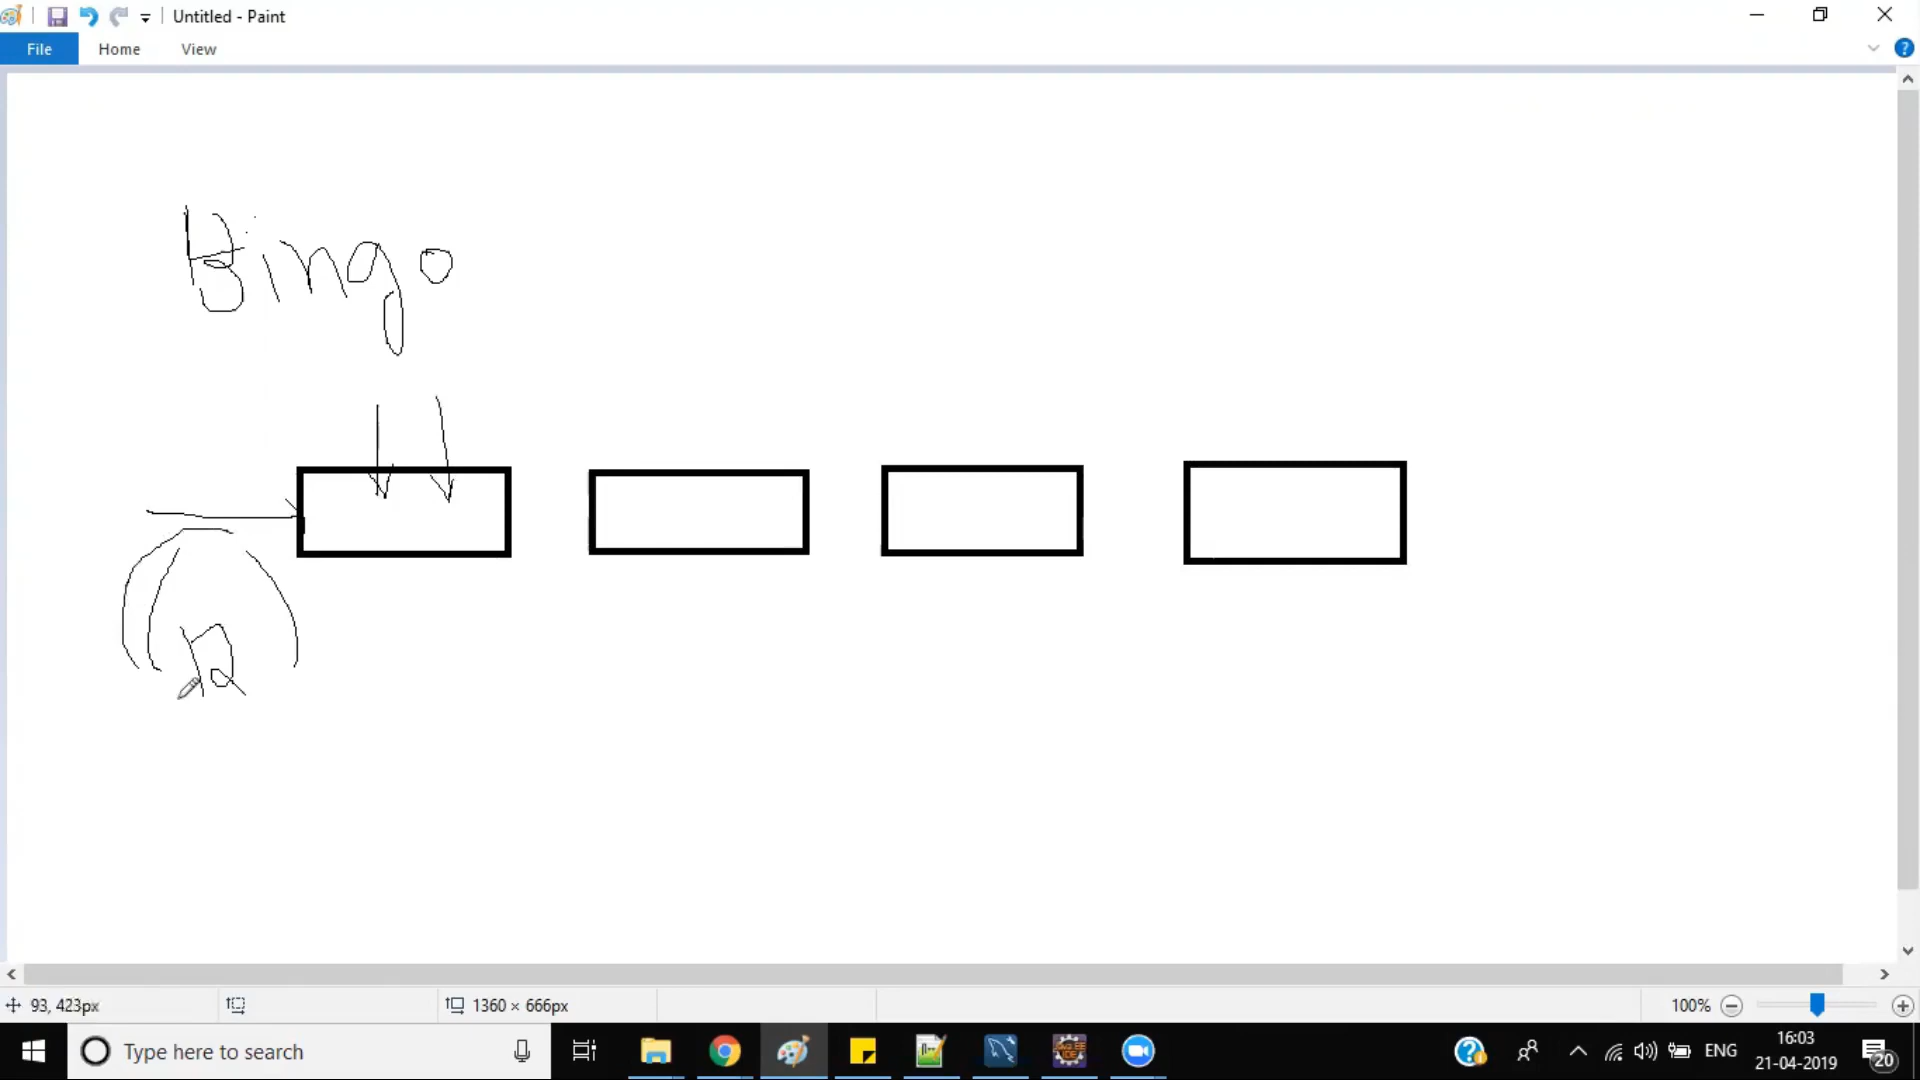 Untitled - Paint
File Home View
Bingo
93, 423px
1360 × 666px
100%
Type here to search
ENG
16:03
21-04-2019
20